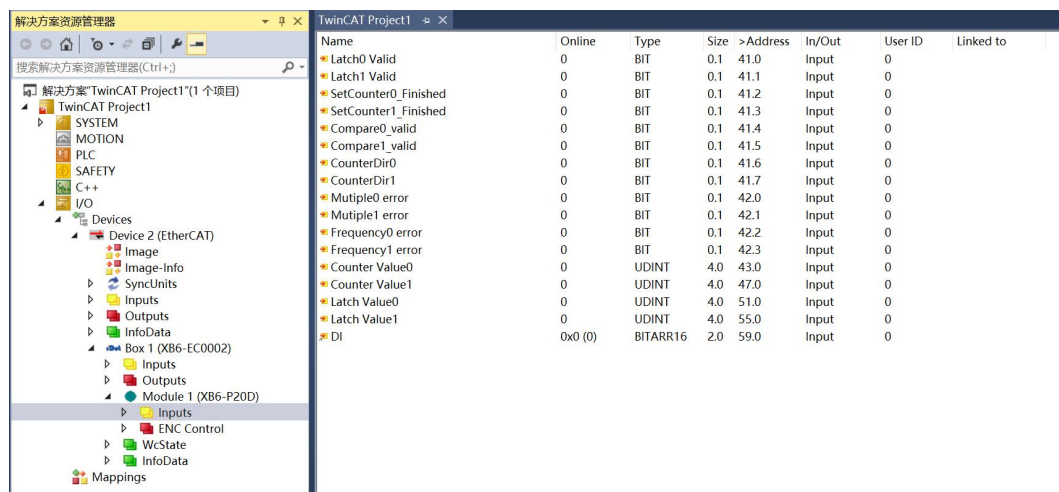 解决方案资源管理器
搜索解决方案资源管理器(Ctrl+;)
解决方案"TwinCAT Project1"(1 个项目)
TwinCAT Project1
SYSTEM
MOTION
PLC
SAFETY
C++
I/O
Devices
Device 2 (EtherCAT)
Image
Image-Info
SyncUnits
Inputs
Outputs
InfoData
Box 1 (XB6-EC0002)
Inputs
Outputs
Module 1 (XB6-P20D)
Inputs
ENC Control
WcState
InfoData
Mappings
TwinCAT Project1
Name Online Type Size >Address In/Out User ID Linked to
Latch0 Valid 0 BIT 0.1 41.0 Input 0
Latch1 Valid 0 BIT 0.1 41.1 Input 0
SetCounter0_Finished 0 BIT 0.1 41.2 Input 0
SetCounter1_Finished 0 BIT 0.1 41.3 Input 0
Compare0_valid 0 BIT 0.1 41.4 Input 0
Compare1_valid 0 BIT 0.1 41.5 Input 0
CounterDir0 0 BIT 0.1 41.6 Input 0
CounterDir1 0 BIT 0.1 41.7 Input 0
Mutiple0 error 0 BIT 0.1 42.0 Input 0
Mutiple1 error 0 BIT 0.1 42.1 Input 0
Frequency0 error 0 BIT 0.1 42.2 Input 0
Frequency1 error 0 BIT 0.1 42.3 Input 0
Counter Value0 0 UDINT 4.0 43.0 Input 0
Counter Value1 0 UDINT 4.0 47.0 Input 0
Latch Value0 0 UDINT 4.0 51.0 Input 0
Latch Value1 0 UDINT 4.0 55.0 Input 0
DI 0x0 (0) BITARR16 2.0 59.0 Input 0